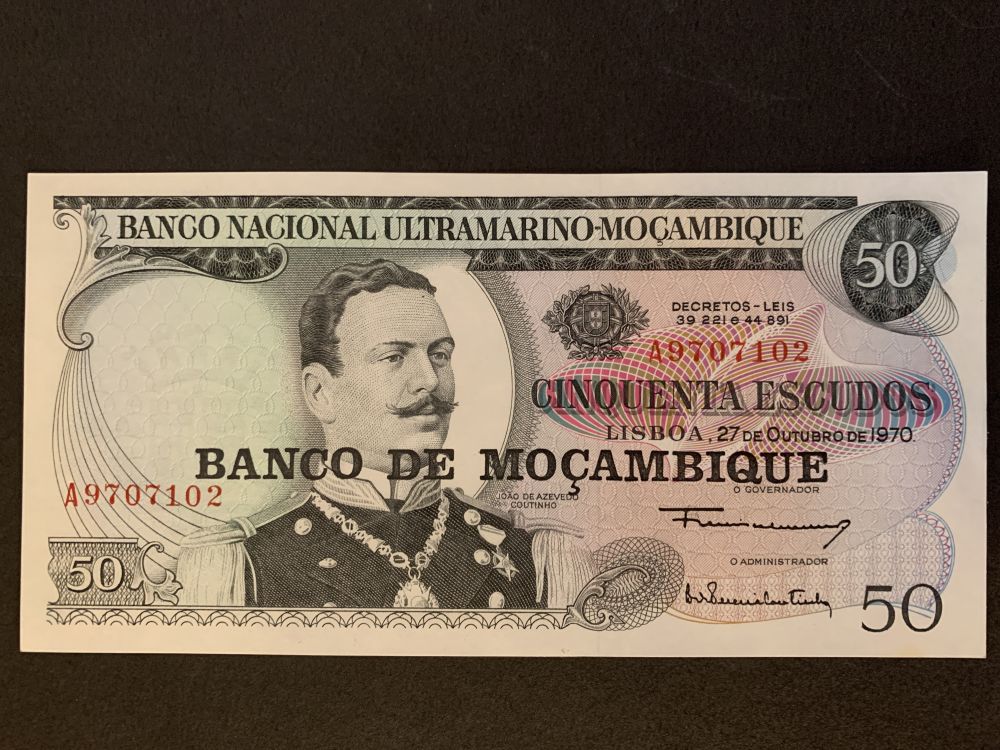 BANCO NACIONAL ULTRAMARINO-MOÇAMBIQUE
50
DECRETOS-LEIS
39 221 e 44 891
A9707102
CINQUENTA ESCUDOS
LISBOA, 27 DE OUTUBRO DE 1970.
BANCO DE MOÇAMBIQUE
A9707102
JOÃO DE AZEVEDO
COUTINHO
O GOVERNADOR
O ADMINISTRADOR
50
50